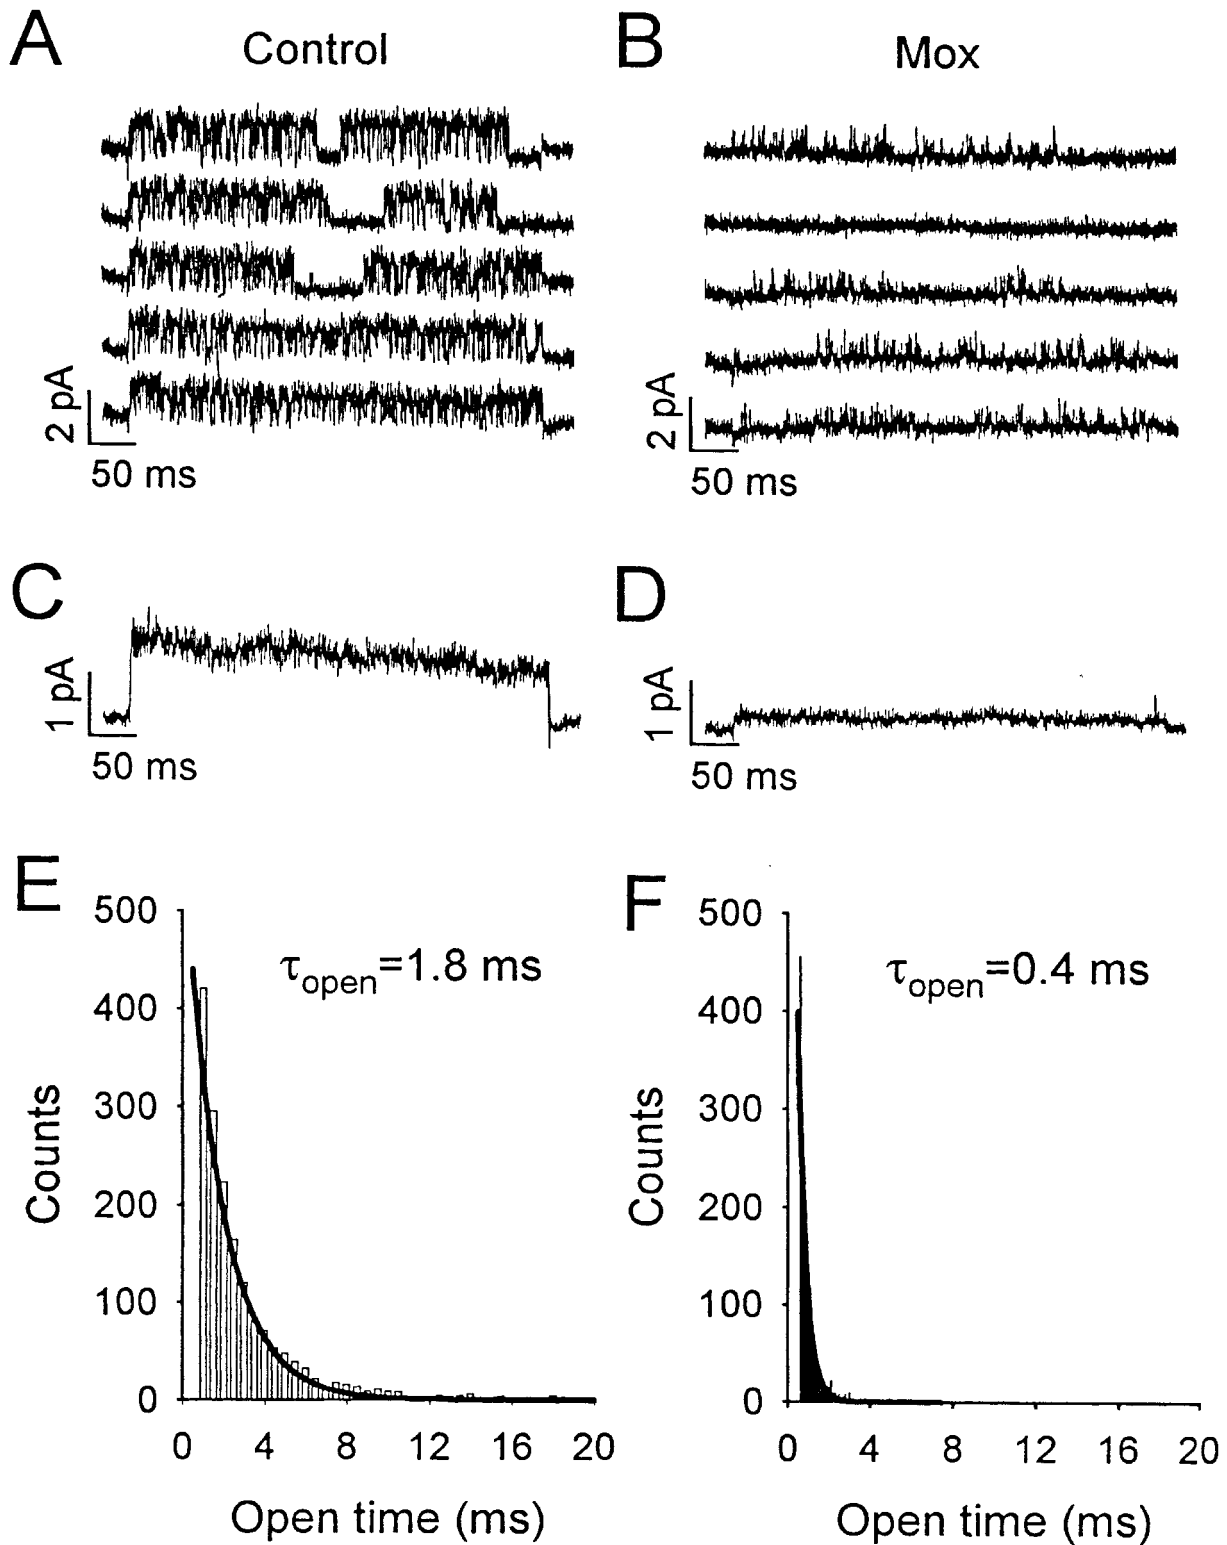 A Control
B Mox
2 pA
50 ms
2 pA
50 ms
C
1 pA
50 ms
D
1 pA
50 ms
E
500
400
300
200
100
0
τopen=1.8 ms
Counts
0 4 8 12 16 20
Open time (ms)
F
500
400
300
200
100
0
τopen=0.4 ms
Counts
0 4 8 12 16 20
Open time (ms)